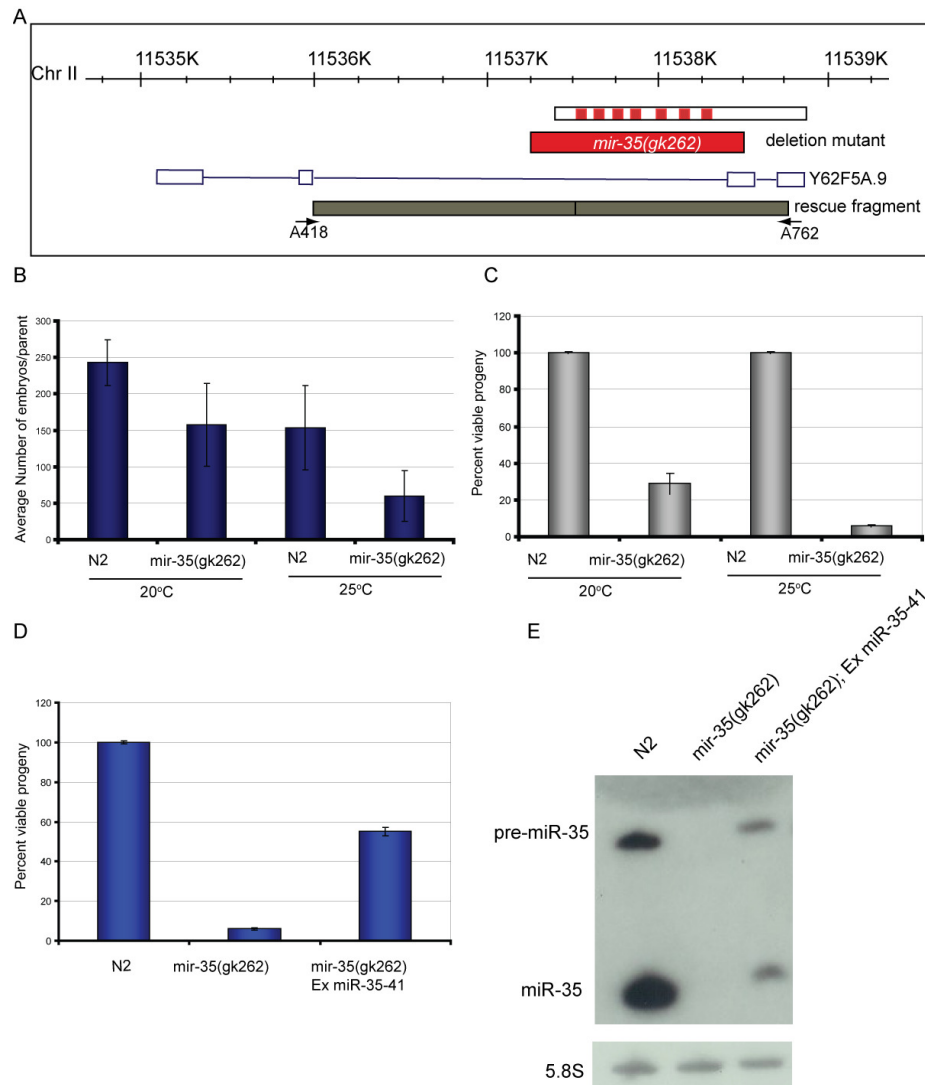 A
11535K 11536K 11537K 11538K 11539K
Chr II
mir-35(gk262) deletion mutant
Y62F5A.9
rescue fragment
A418 A762
B
Average Number of embryos/parent
300
250
200
150
100
50
0
N2 mir-35(gk262) N2 mir-35(gk262)
20°C 25°C
C
Percent viable progeny
120
100
80
60
40
20
0
N2 mir-35(gk262) N2 mir-35(gk262)
20°C 25°C
D
Percent viable progeny
120
100
80
60
40
20
0
N2 mir-35(gk262) mir-35(gk262)
Ex miR-35-41
E
N2 mir-35(gk262) mir-35(gk262); Ex miR-35-41
pre-miR-35
miR-35
5.8S